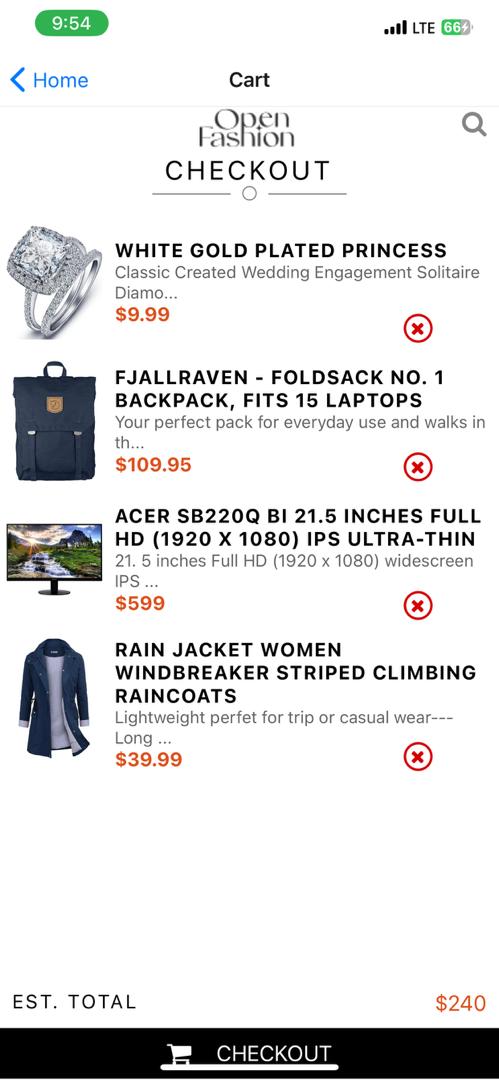 9:54
LTE 66
Home
Cart
Open
Fashion
CHECKOUT
WHITE GOLD PLATED PRINCESS
Classic Created Wedding Engagement Solitaire
Diamo...
$9.99
FJALLRAVEN - FOLDSACK NO. 1
BACKPACK, FITS 15 LAPTOPS
Your perfect pack for everyday use and walks in
th...
$109.95
ACER SB220Q BI 21.5 INCHES FULL
HD (1920 X 1080) IPS ULTRA-THIN
21. 5 inches Full HD (1920 x 1080) widescreen
IPS ...
$599
RAIN JACKET WOMEN
WINDBREAKER STRIPED CLIMBING
RAINCOATS
Lightweight perfet for trip or casual wear---
Long ...
$39.99
EST. TOTAL
$240
CHECKOUT